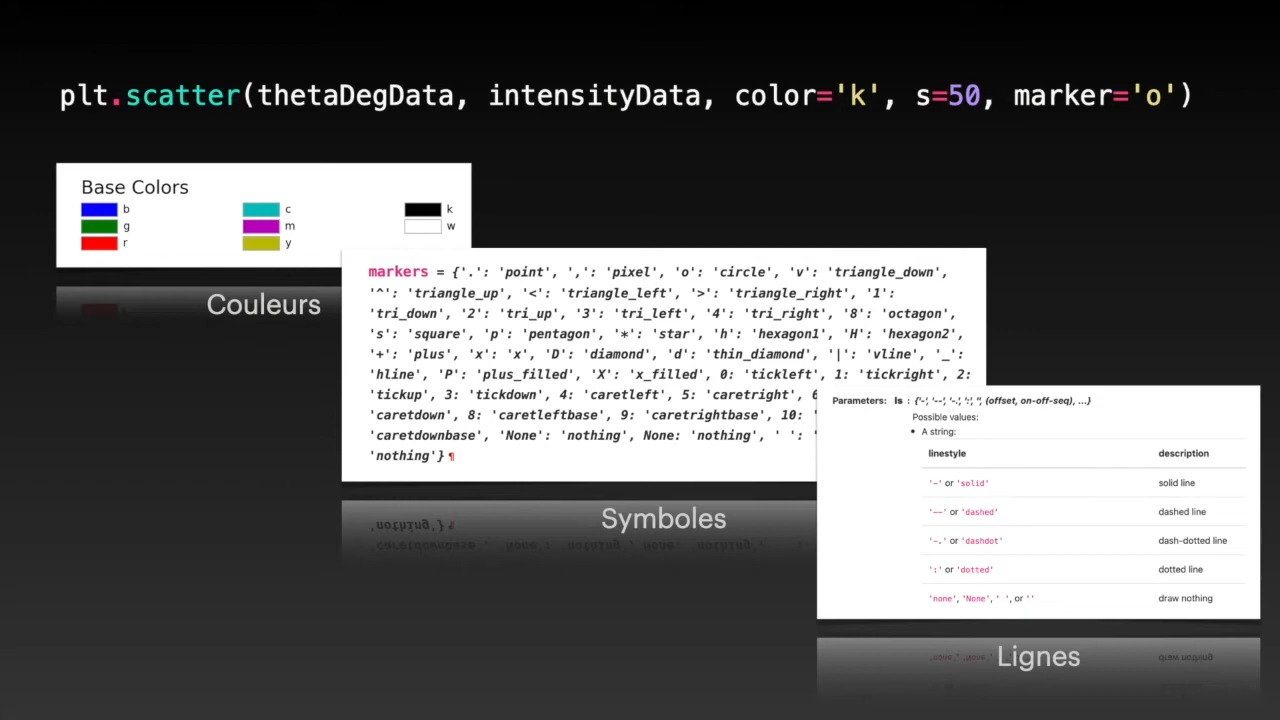 plt.scatter(thetaDegData, intensityData, color='k', s=50, marker='o')
Base Colors
b c k
g m w
r y
Couleurs
markers = {'.': 'point', ',': 'pixel', 'o': 'circle', 'v': 'triangle_down',
'^': 'triangle_up', '<': 'triangle_left', '>': 'triangle_right', '1':
'tri_down', '2': 'tri_up', '3': 'tri_left', '4': 'tri_right', '8': 'octagon',
's': 'square', 'p': 'pentagon', '*': 'star', 'h': 'hexagon1', 'H': 'hexagon2',
'+': 'plus', 'x': 'x', 'D': 'diamond', 'd': 'thin_diamond', '|': 'vline', '_':
'hline', 'P': 'plus_filled', 'X': 'x_filled', 0: 'tickleft', 1: 'tickright', 2:
'tickup', 3: 'tickdown', 4: 'caretleft', 5: 'caretright',
'caretdown', 8: 'caretleftbase', 9: 'caretrightbase', 10:
'caretdownbase', 'None': 'nothing', None: 'nothing', ' ':
'nothing'} ¶
Symboles
Parameters: ls : {'-', '--', '-.', ':', '', (offset, on-off-seq), ...}
Possible values:
• A string:
linestyle description
'-' or 'solid' solid line
'--' or 'dashed' dashed line
'-.' or 'dashdot' dash-dotted line
':' or 'dotted' dotted line
'none', 'None', ' ', or '' draw nothing
Lignes